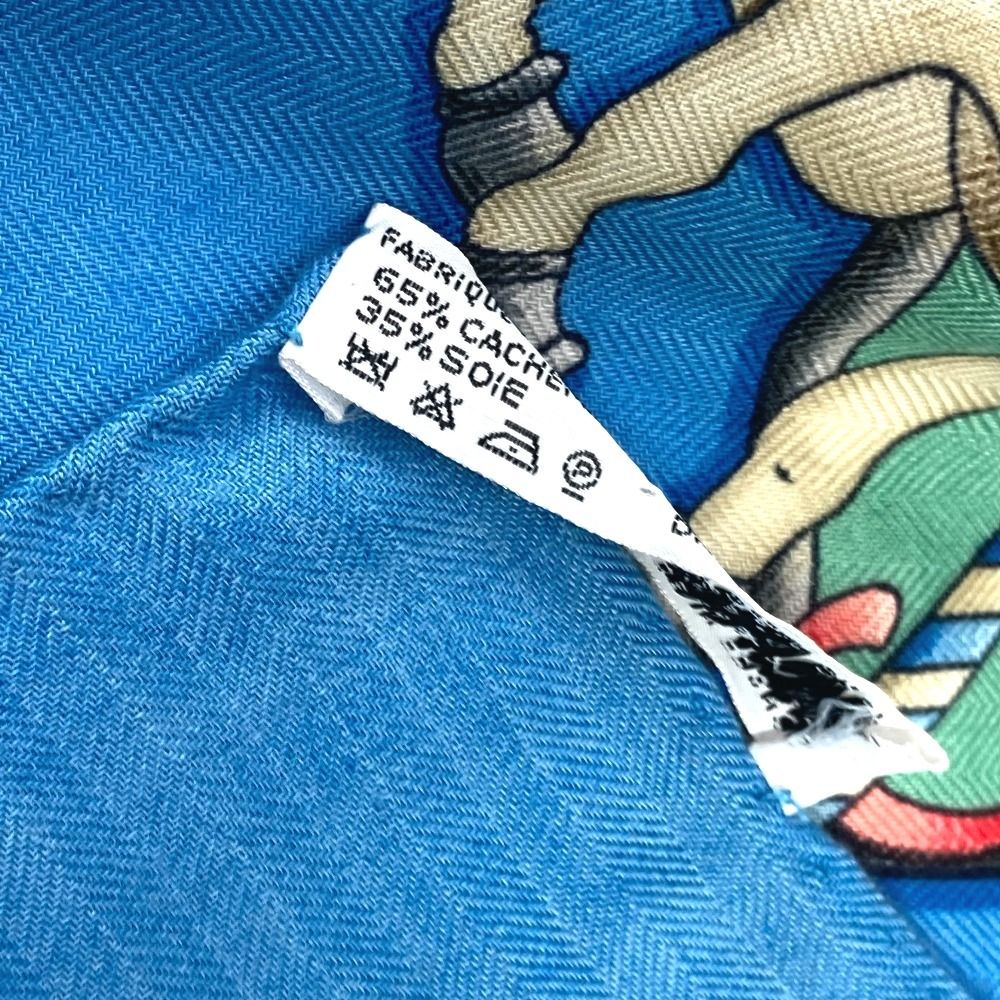 FABRIQU
65% CACHE
35% SOIE
P